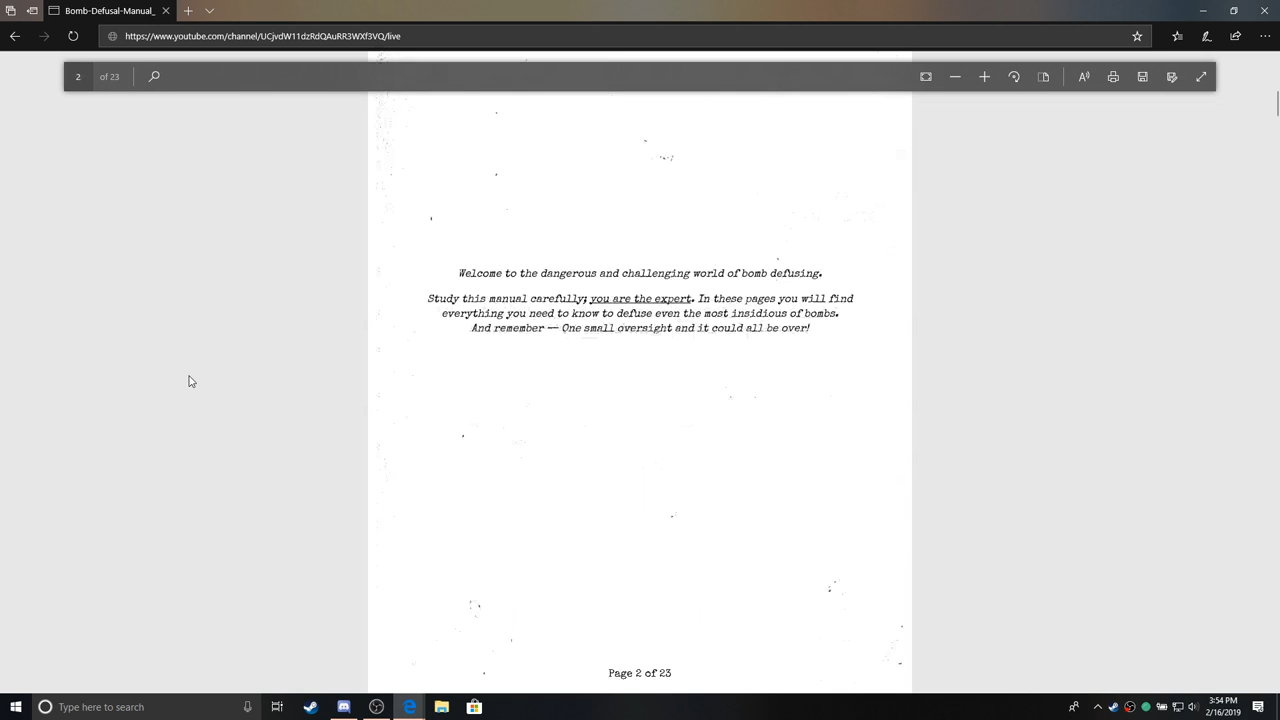 Bomb-Defusal-Manual_
https://www.youtube.com/channel/UCjvdW11dzRdQAuRR3WXf3VQ/live
2 of 23
Welcome to the dangerous and challenging world of bomb defusing.
Study this manual carefully; you are the expert. In these pages you will find
everything you need to know to defuse even the most insidious of bombs.
And remember — One small oversight and it could all be over!
Page 2 of 23
Type here to search
3:54 PM
2/16/2019